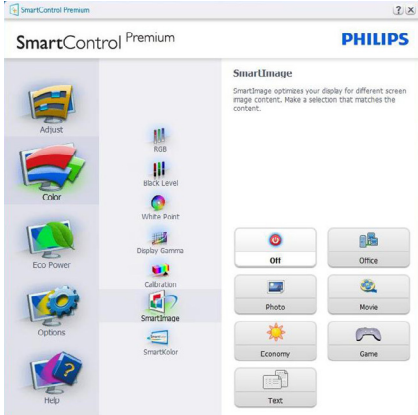 SmartControl Premium
SmartControl Premium
PHILIPS
Adjust
Color
Eco Power
Options
Help
RGB
Black Level
White Point
Display Gamma
Calibration
SmartImage
SmartKolor
SmartImage
SmartImage optimizes your display for different screen
image content. Make a selection that matches the
content.
Off
Office
Photo
Movie
Economy
Game
Text